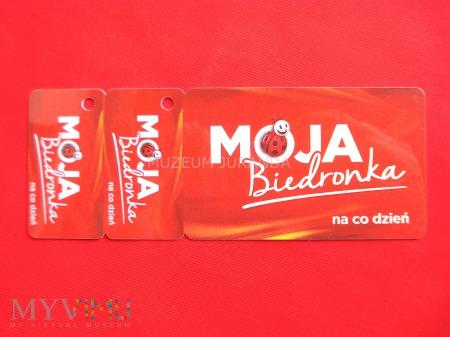 MOJA
Biedronka
na co dzień
MOJA
Biedronka
na co dzień
MOJA
Biedronka
na co dzień
MUZEUM JURANDA
MYVIMU
MY VIRTUAL MUSEUM